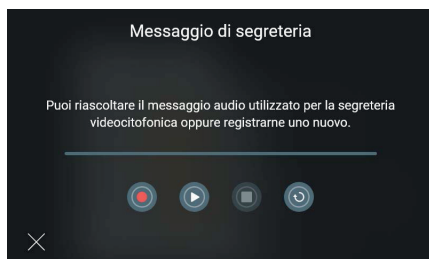 Messaggio di segreteria
Puoi riascoltare il messaggio audio utilizzato per la segreteria
videocitofonica oppure registrarne uno nuovo.